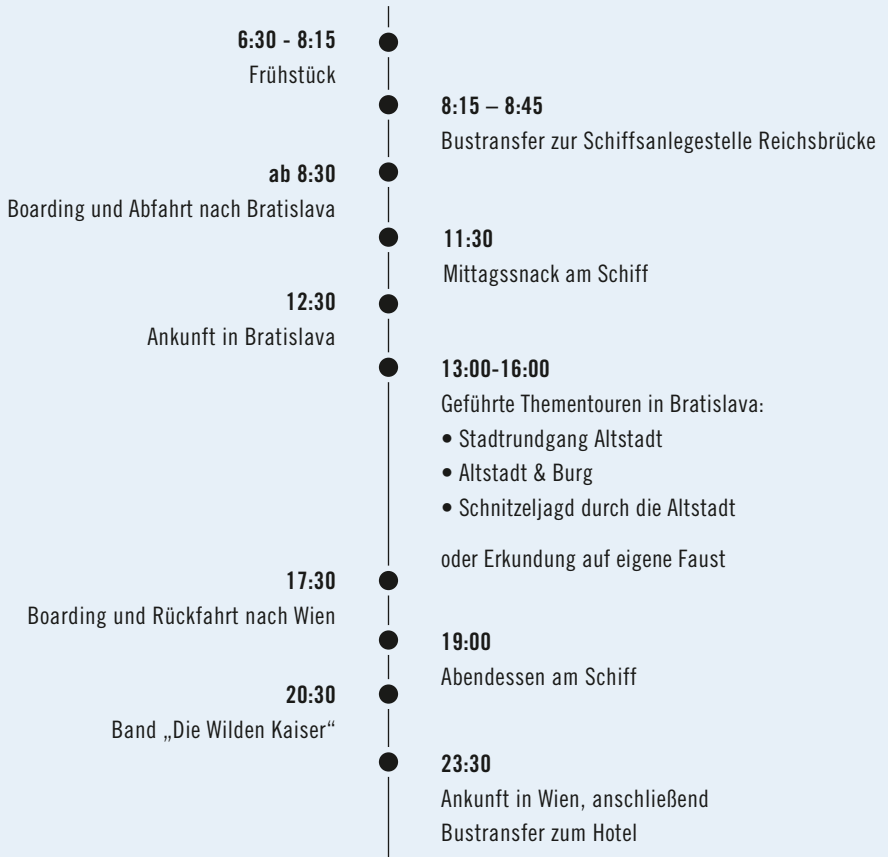 6:30 - 8:15
Frühstück
8:15 – 8:45
Bustransfer zur Schiffsanlegestelle Reichsbrücke
ab 8:30
Boarding und Abfahrt nach Bratislava
11:30
Mittagssnack am Schiff
12:30
Ankunft in Bratislava
13:00-16:00
Geführte Thementouren in Bratislava:
• Stadtrundgang Altstadt
• Altstadt & Burg
• Schnitzeljagd durch die Altstadt
oder Erkundung auf eigene Faust
17:30
Boarding und Rückfahrt nach Wien
19:00
Abendessen am Schiff
20:30
Band „Die Wilden Kaiser“
23:30
Ankunft in Wien, anschließend
Bustransfer zum Hotel